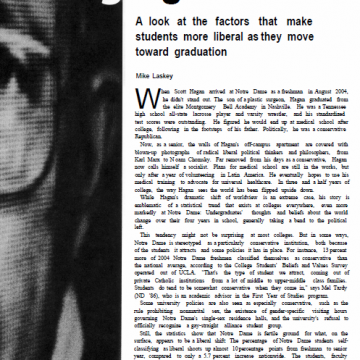 A look at the factors that make
students more liberal as they move
toward graduation
Mike Laskey
When Scott Hagan arrived at Notre Dame as a freshman in August 2004,
he didn't stand out. The son of a plastic surgeon, Hagan graduated from
the elite Montgomery Bell Academy in Nashville. He was a Tennessee
high school all-state lacrosse player and varsity wrestler, and his standardized
test scores were outstanding. He figured he would end up at medical school after
college, following in the footsteps of his father. Politically, he was a conservative
Republican.
Now, as a senior, the walls of Hagan's off-campus apartment are covered with
blown-up photographs of radical liberal political thinkers and philosophers, from
Karl Marx to Noam Chomsky. Far removed from his days as a conservative, Hagan
now calls himself a socialist. Plans for medical school are still in the works, but
only after a year of volunteering in Latin America. He eventually hopes to use his
medical training to advocate for universal healthcare. In three and a half years of
college, the way Hagan sees the world has been flipped upside down.
While Hagan's dramatic shift of worldview is an extreme case, his story is
emblematic of a statistical trend that exists at colleges everywhere, even more
markedly at Notre Dame. Undergraduates' thoughts and beliefs about the world
change over their four years in school, generally taking a bend to the political
left.
This tendency might not be surprising at most colleges. But in some ways,
Notre Dame is stereotyped as a particularly conservative institution, both because
of the students it attracts and some policies it has in place. For instance, 13 percent
more of 2004 Notre Dame freshmen classified themselves as conservative than
the national average, according to the College Students' Beliefs and Values Survey
operated out of UCLA. "That's the type of student we attract, coming out of
private Catholic institutions from a lot of middle to upper-middle class families.
Students do tend to be somewhat conservative when they come in," says Mel Tardy
(ND '86), who is an academic advisor in the First Year of Studies program.
Some university policies are also seen as especially conservative, such as the
rule prohibiting nonmarital sex, the existence of gender-specific visiting hours
governing Notre Dame's single-sex residence halls, and the university's refusal to
officially recognize a gay-straight alliance student group.
Still, the statistics show that Notre Dame is fertile ground for what, on the
surface, appears to be a liberal shift. The percentage of Notre Dame students self-
classifying as liberal shoots up almost 10 percentage points from freshman to senior
year, compared to only a 5.7 percent increase nationwide. The students, faculty,